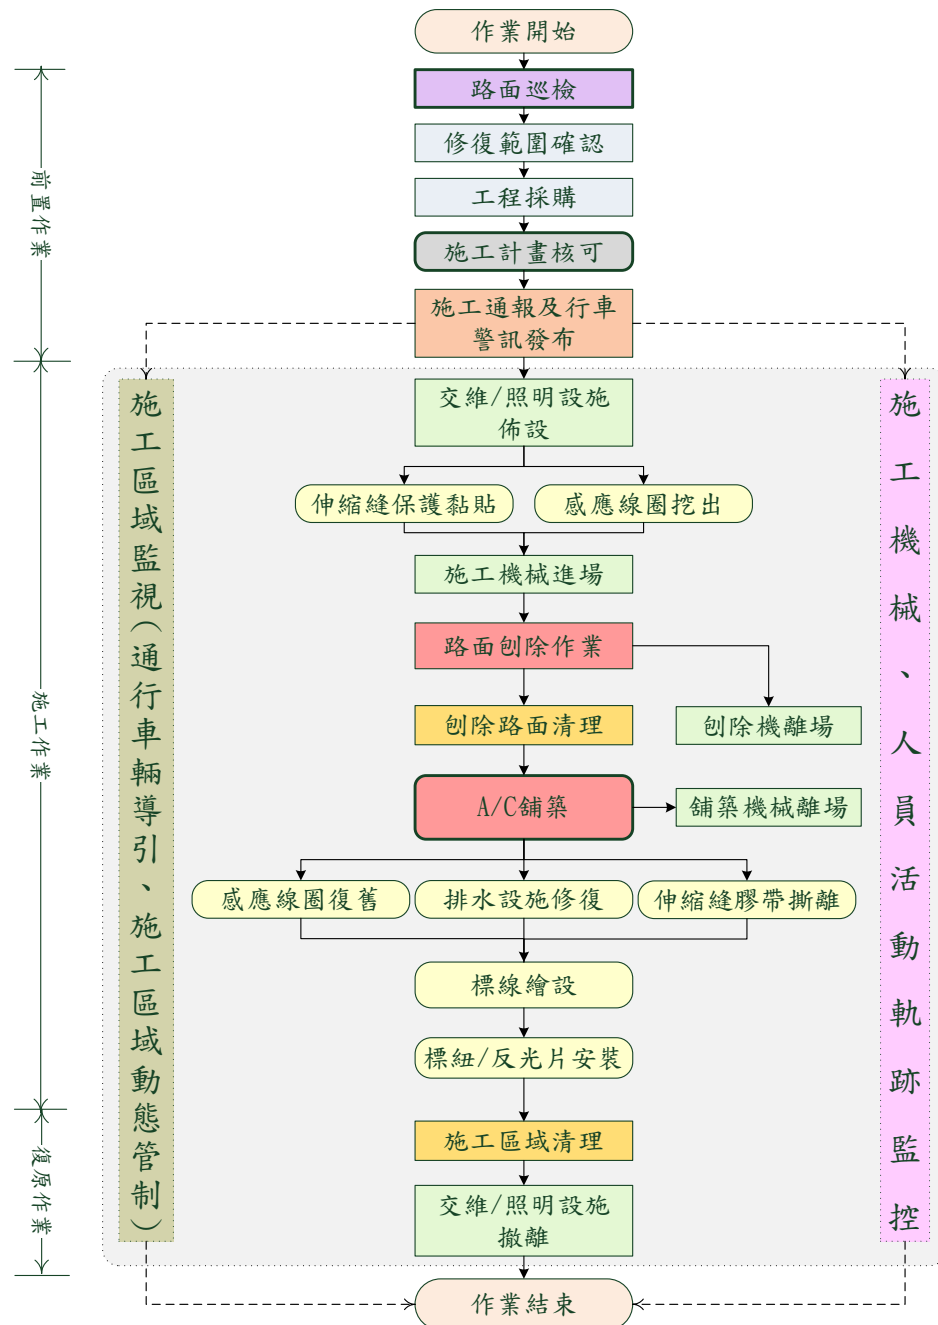 作業開始
路面巡檢
修復範圍確認
工程採購
施工計畫核可
施工通報及行車
警訊發布
前置作業
施工作業
復原作業
施工區域監視(通行車輛導引、施工區域動態管制)
交維/照明設施
佈設
伸縮縫保護黏貼
感應線圈挖出
施工機械進場
路面刨除作業
刨除路面清理
刨除機離場
A/C舖築
舖築機械離場
感應線圈復舊
排水設施修復
伸縮縫膠帶撕離
標線繪設
標紐/反光片安裝
施工區域清理
交維/照明設施
撤離
施工機械、人員活動軌跡監控
作業結束